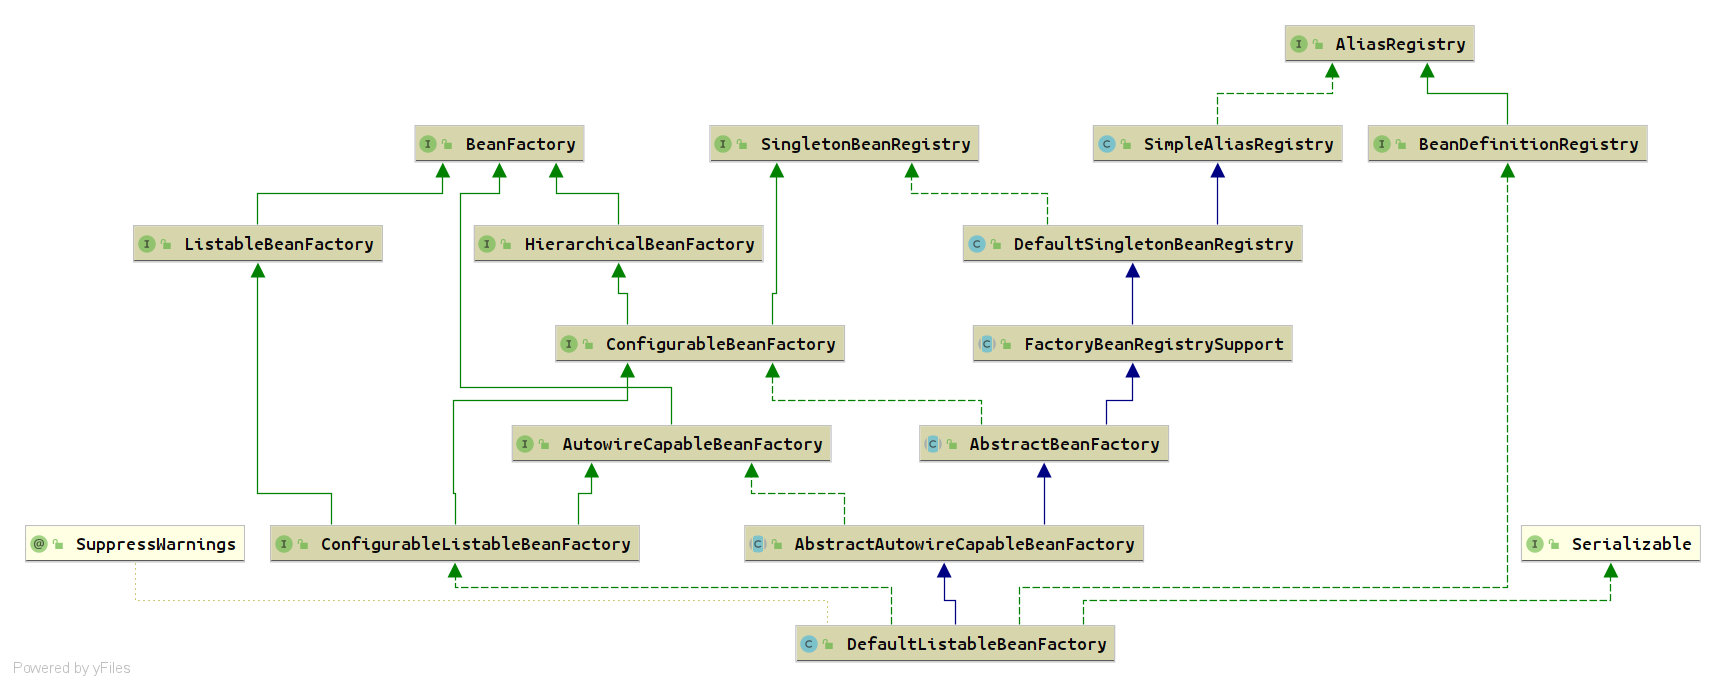 AliasRegistry
BeanFactory
SingletonBeanRegistry
SimpleAliasRegistry
BeanDefinitionRegistry
ListableBeanFactory
HierarchicalBeanFactory
DefaultSingletonBeanRegistry
ConfigurableBeanFactory
FactoryBeanRegistrySupport
AutowireCapableBeanFactory
AbstractBeanFactory
SuppressWarnings
ConfigurableListableBeanFactory
AbstractAutowireCapableBeanFactory
Serializable
DefaultListableBeanFactory
Powered by yFiles